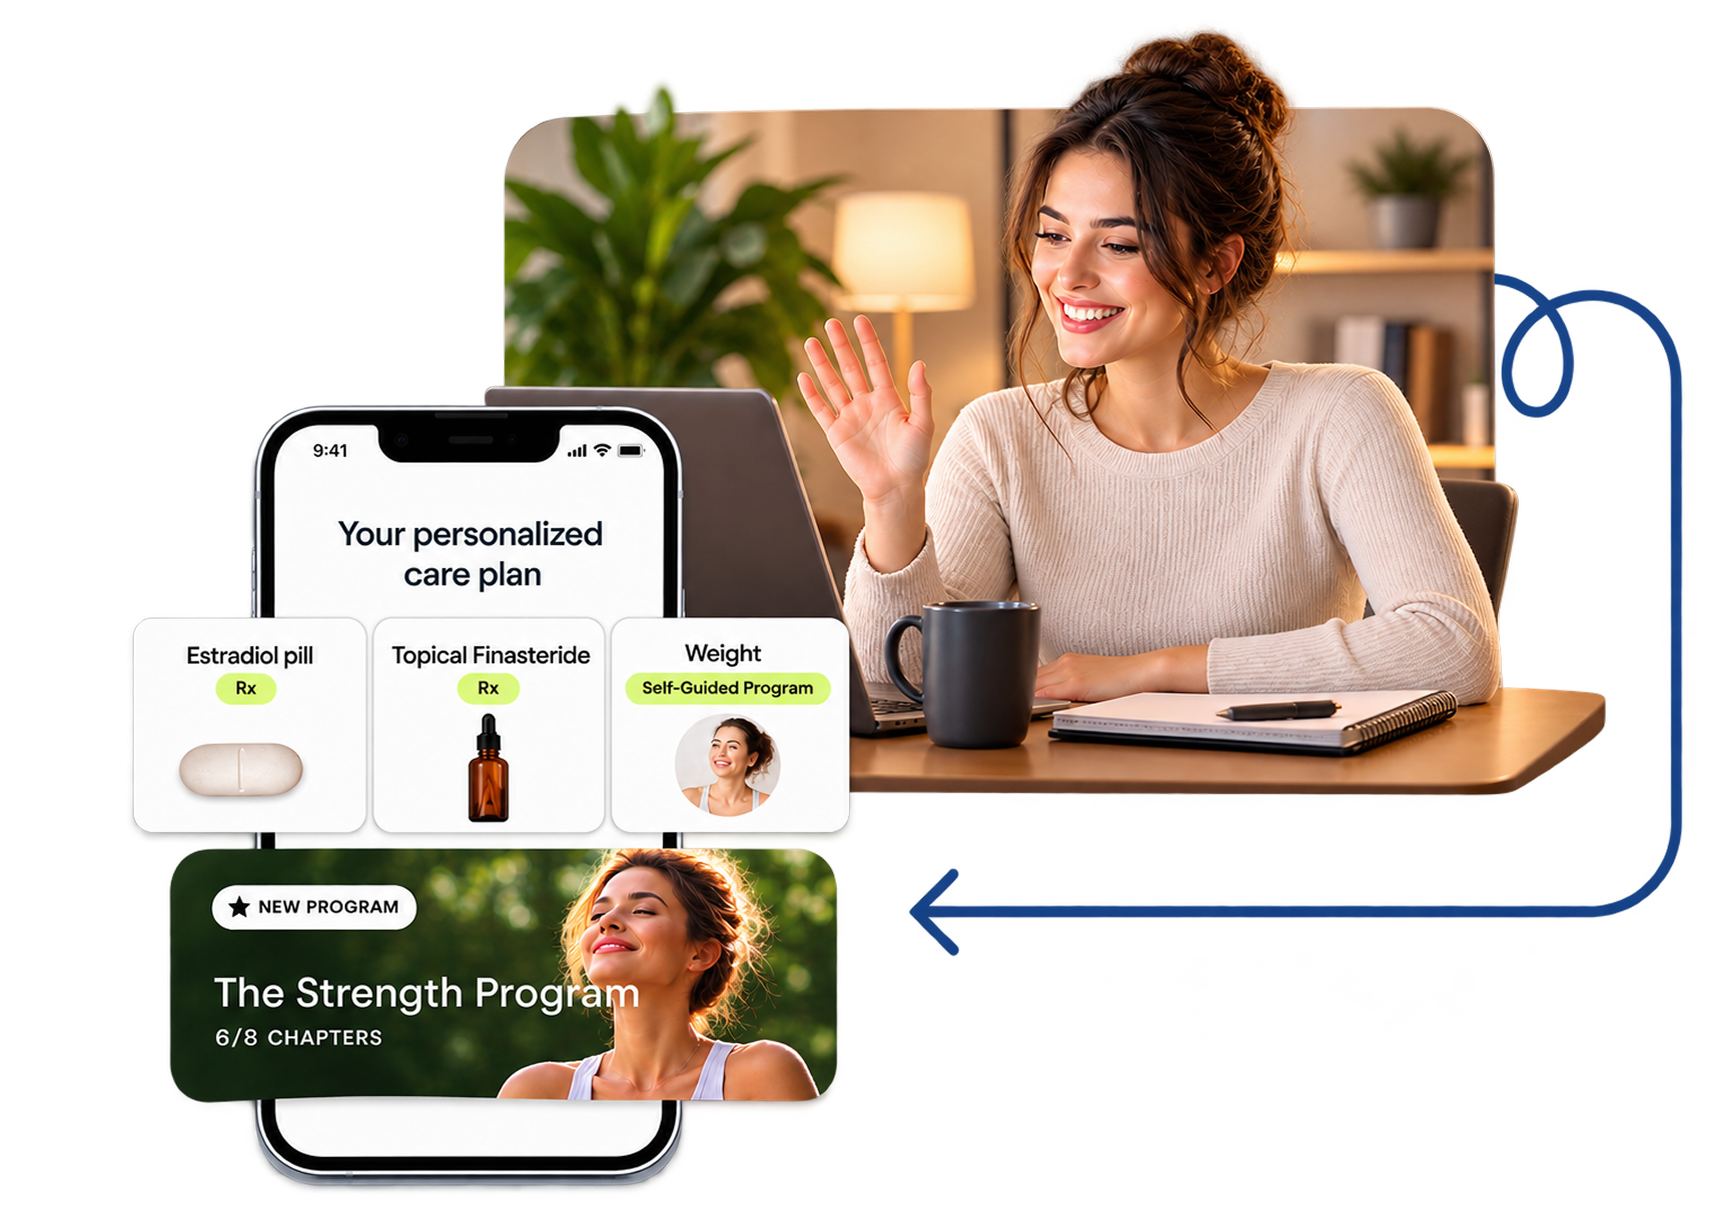 9:41
Your personalized
care plan
Estradiol pill
Rx
Topical Finasteride
Rx
Weight
Self-Guided Program
NEW PROGRAM
The Strength Program
6/8 CHAPTERS